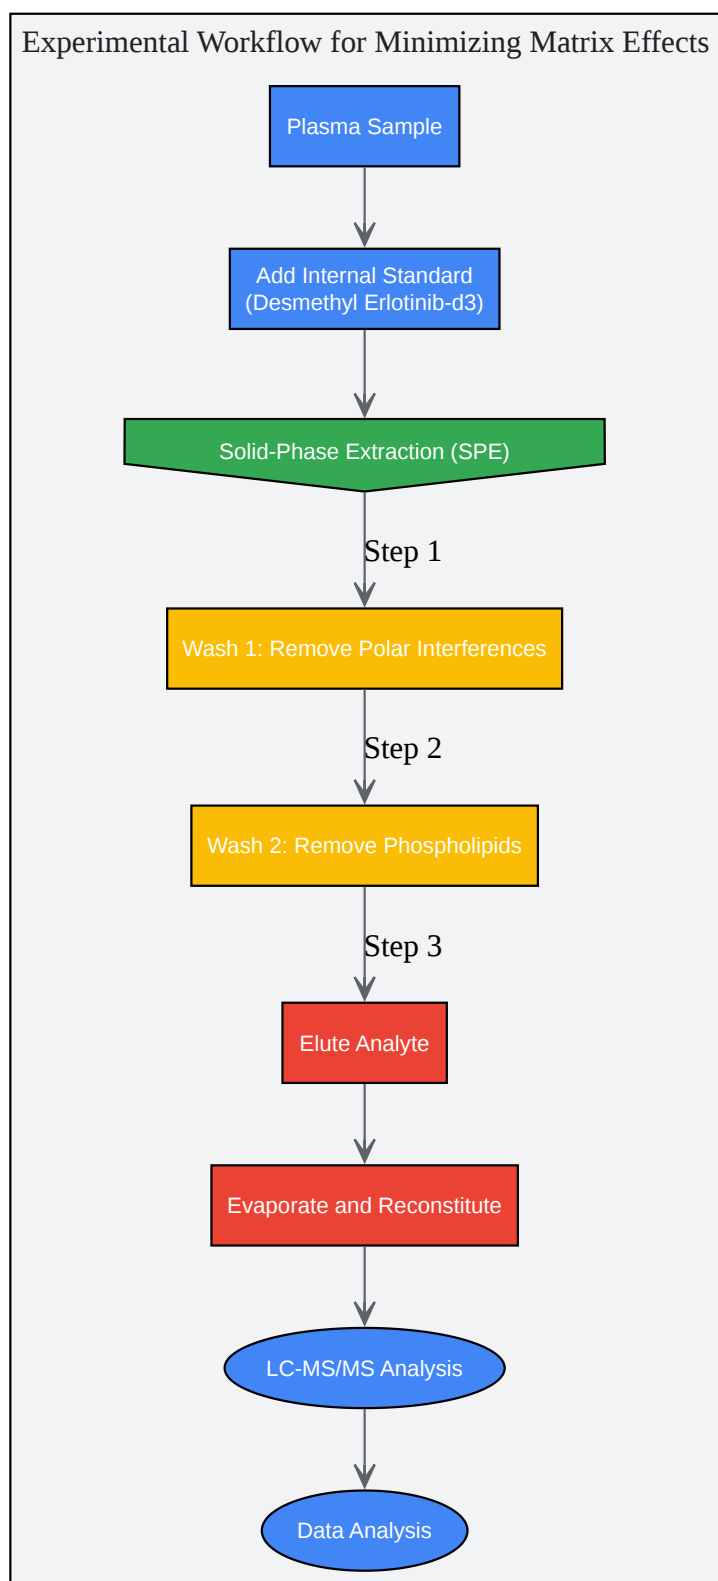 Experimental Workflow for Minimizing Matrix Effects
Plasma Sample
Add Internal Standard
(Desmethyl Erlotinib-d3)
Solid-Phase Extraction (SPE)
Step 1
Wash 1: Remove Polar Interferences
Step 2
Wash 2: Remove Phospholipids
Step 3
Elute Analyte
Evaporate and Reconstitute
LC-MS/MS Analysis
Data Analysis